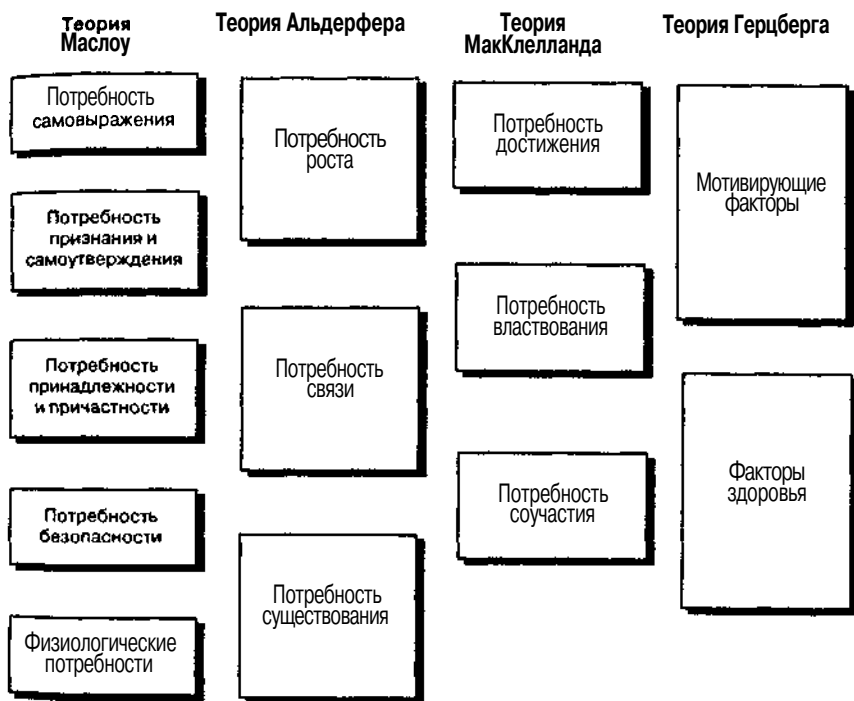 Теория
Маслоу
Потребность
самовыражения
Потребность
признания и
самоутверждения
Потребность
принадлежности
и причастности
Потребность
безопасности
Физиологические
потребности
Теория Альдерфера
Потребность
роста
Потребность
связи
Потребность
существования
Теория
МакКлелланда
Потребность
достижения
Потребность
властвования
Потребность
соучастия
Теория Герцберга
Мотивирующие
факторы
Факторы
здоровья